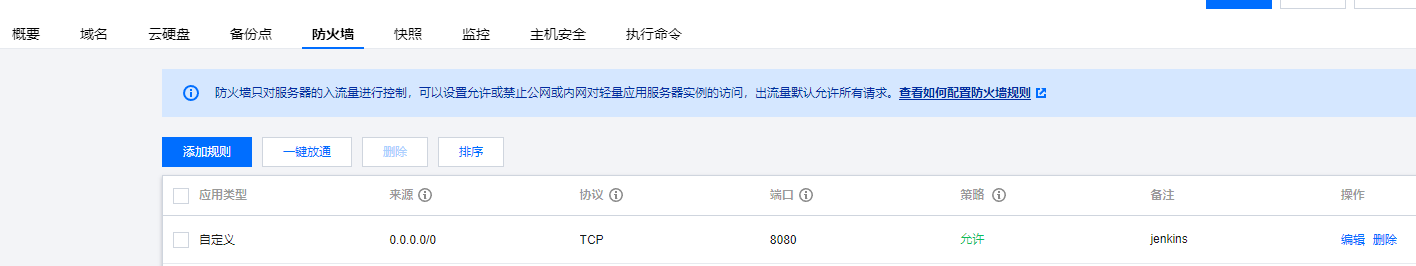 概要 域名 云硬盘 备份点 防火墙 快照 监控 主机安全 执行命令
防火墙只对服务器的入流量进行控制，可以设置允许或禁止公网或内网对轻量应用服务器实例的访问，出流量默认允许所有请求。查看如何配置防火墙规则
添加规则 一键放通 删除 排序
应用类型 来源 协议 端口 策略 备注 操作
自定义 0.0.0.0/0 TCP 8080 允许 jenkins 编辑 删除